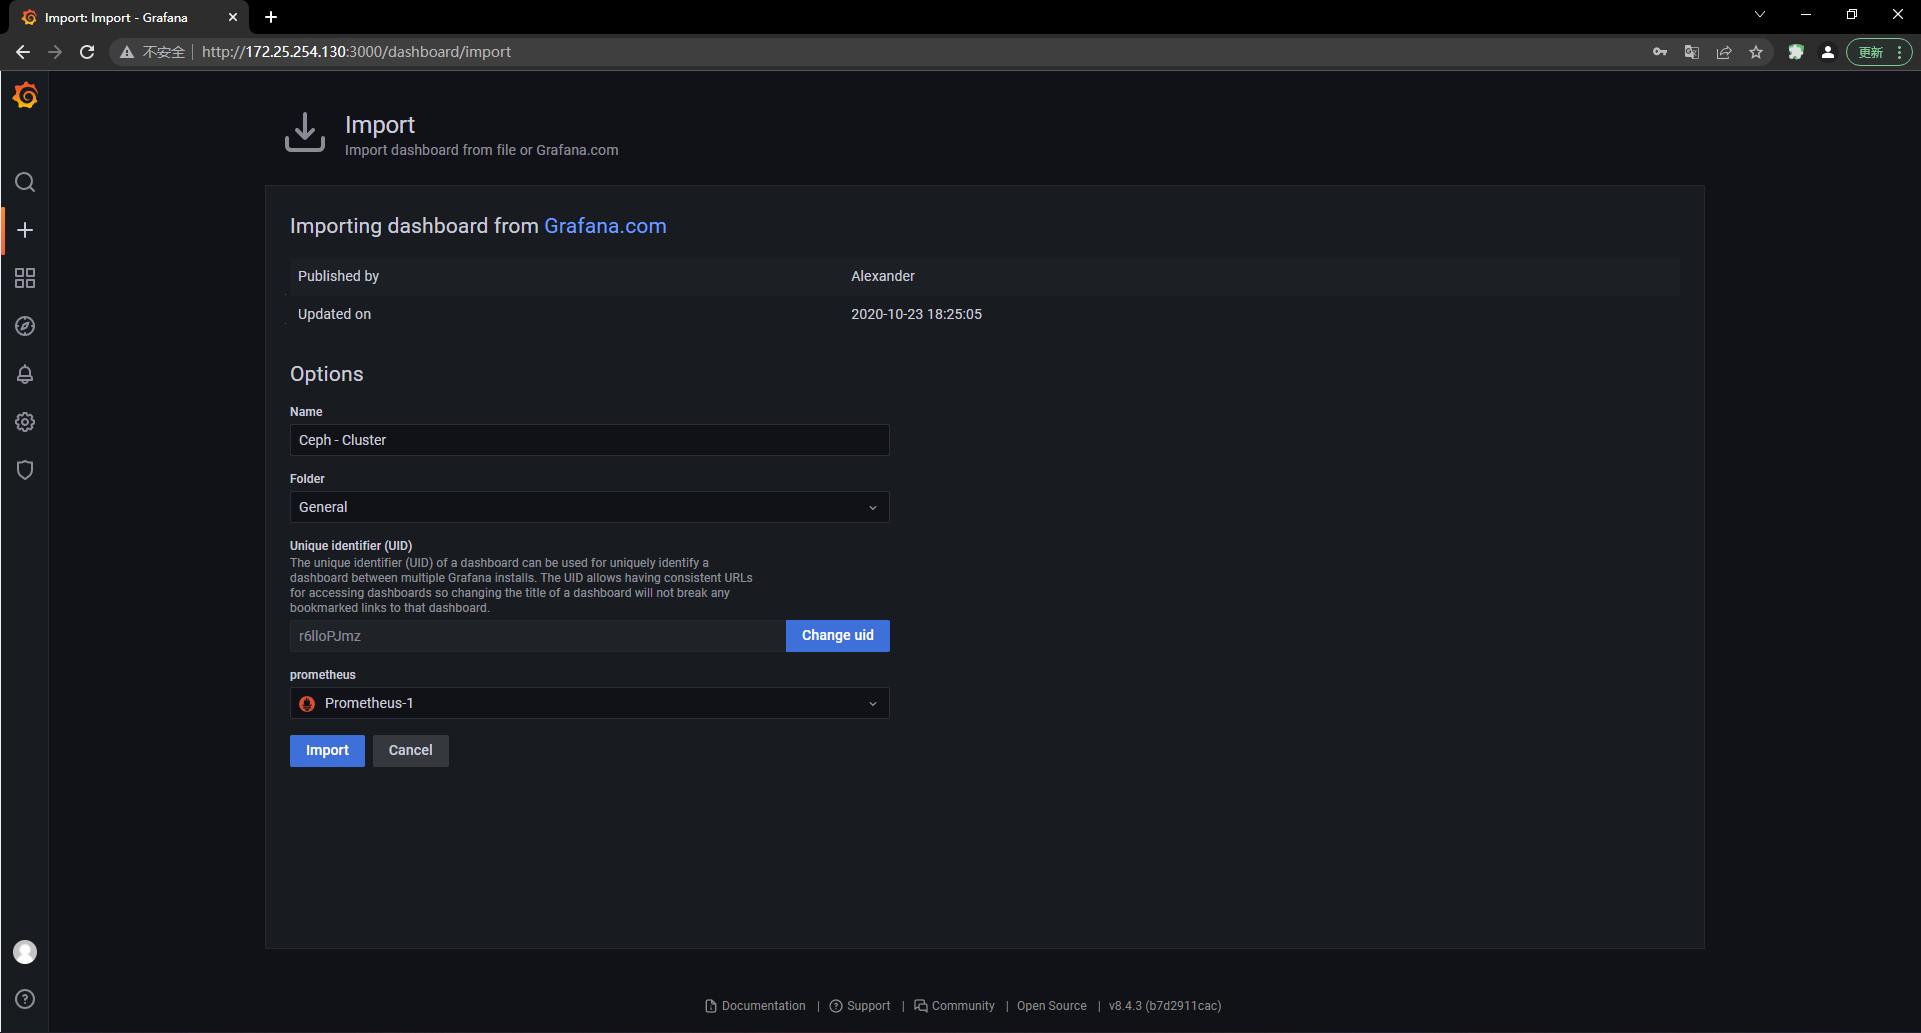 Import: Import - Grafana
不安全 http://172.25.254.130:3000/dashboard/import 更新
Import
Import dashboard from file or Grafana.com
Importing dashboard from Grafana.com
Published by Alexander
Updated on 2020-10-23 18:25:05
Options
Name
Ceph - Cluster
Folder
General
Unique identifier (UID)
The unique identifier (UID) of a dashboard can be used for uniquely identify a
dashboard between multiple Grafana installs. The UID allows having consistent URLs
for accessing dashboards so changing the title of a dashboard will not break any
bookmarked links to that dashboard.
r6lloPJmz Change uid
prometheus
Prometheus-1
Import Cancel
Documentation | Support | Community | Open Source | v8.4.3 (b7d2911cac)